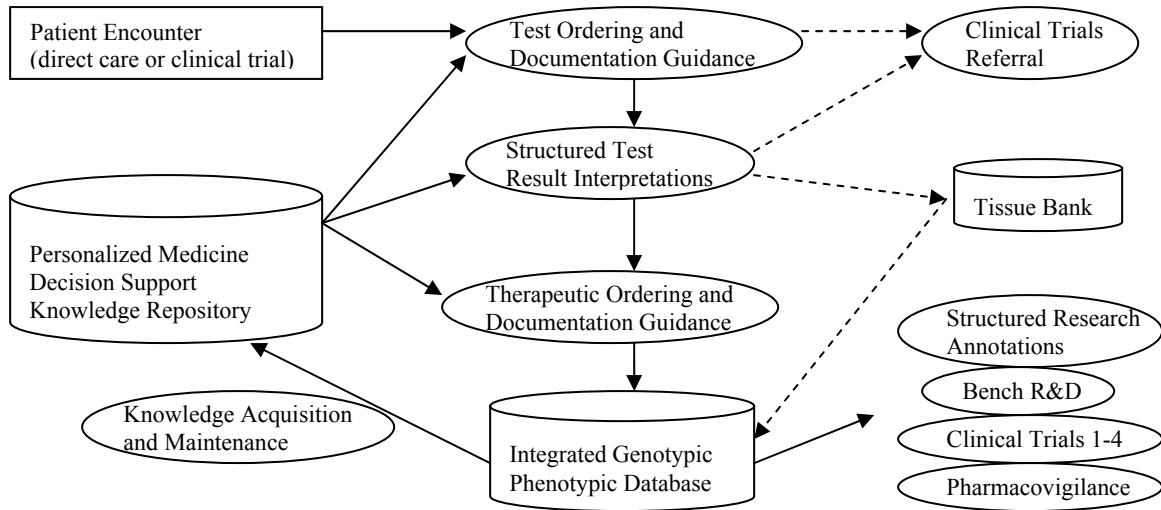 Patient Encounter
(direct care or clinical trial)
Test Ordering and
Documentation Guidance
Clinical Trials
Referral
Structured Test
Result Interpretations
Tissue Bank
Personalized Medicine
Decision Support
Knowledge Repository
Therapeutic Ordering and
Documentation Guidance
Structured Research
Annotations
Bench R&D
Knowledge Acquisition
and Maintenance
Clinical Trials 1-4
Integrated Genotypic
Phenotypic Database
Pharmacovigilance